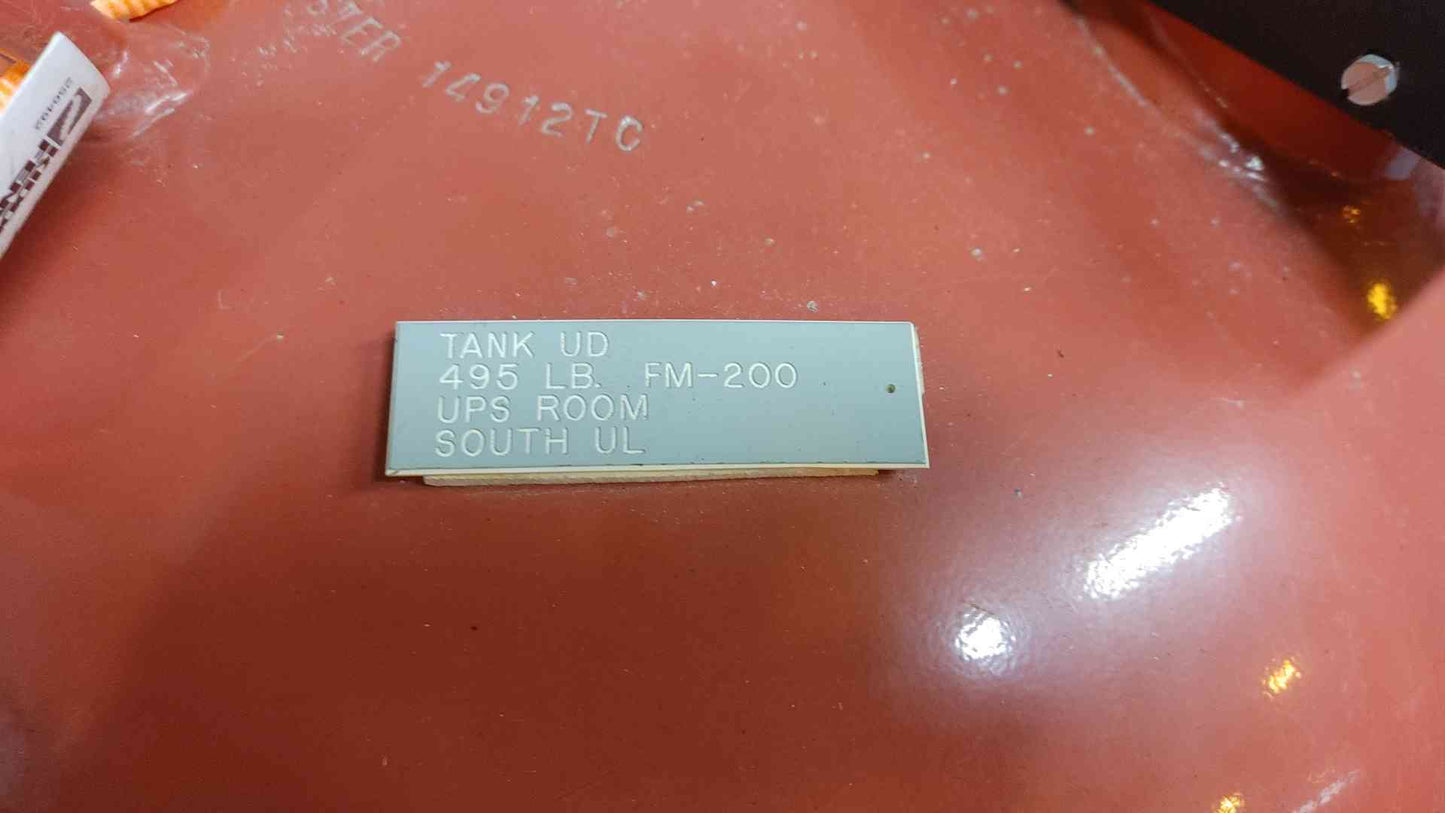 14912TC
TANK UD
495 LB. FM-200
UPS ROOM
SOUTH UL